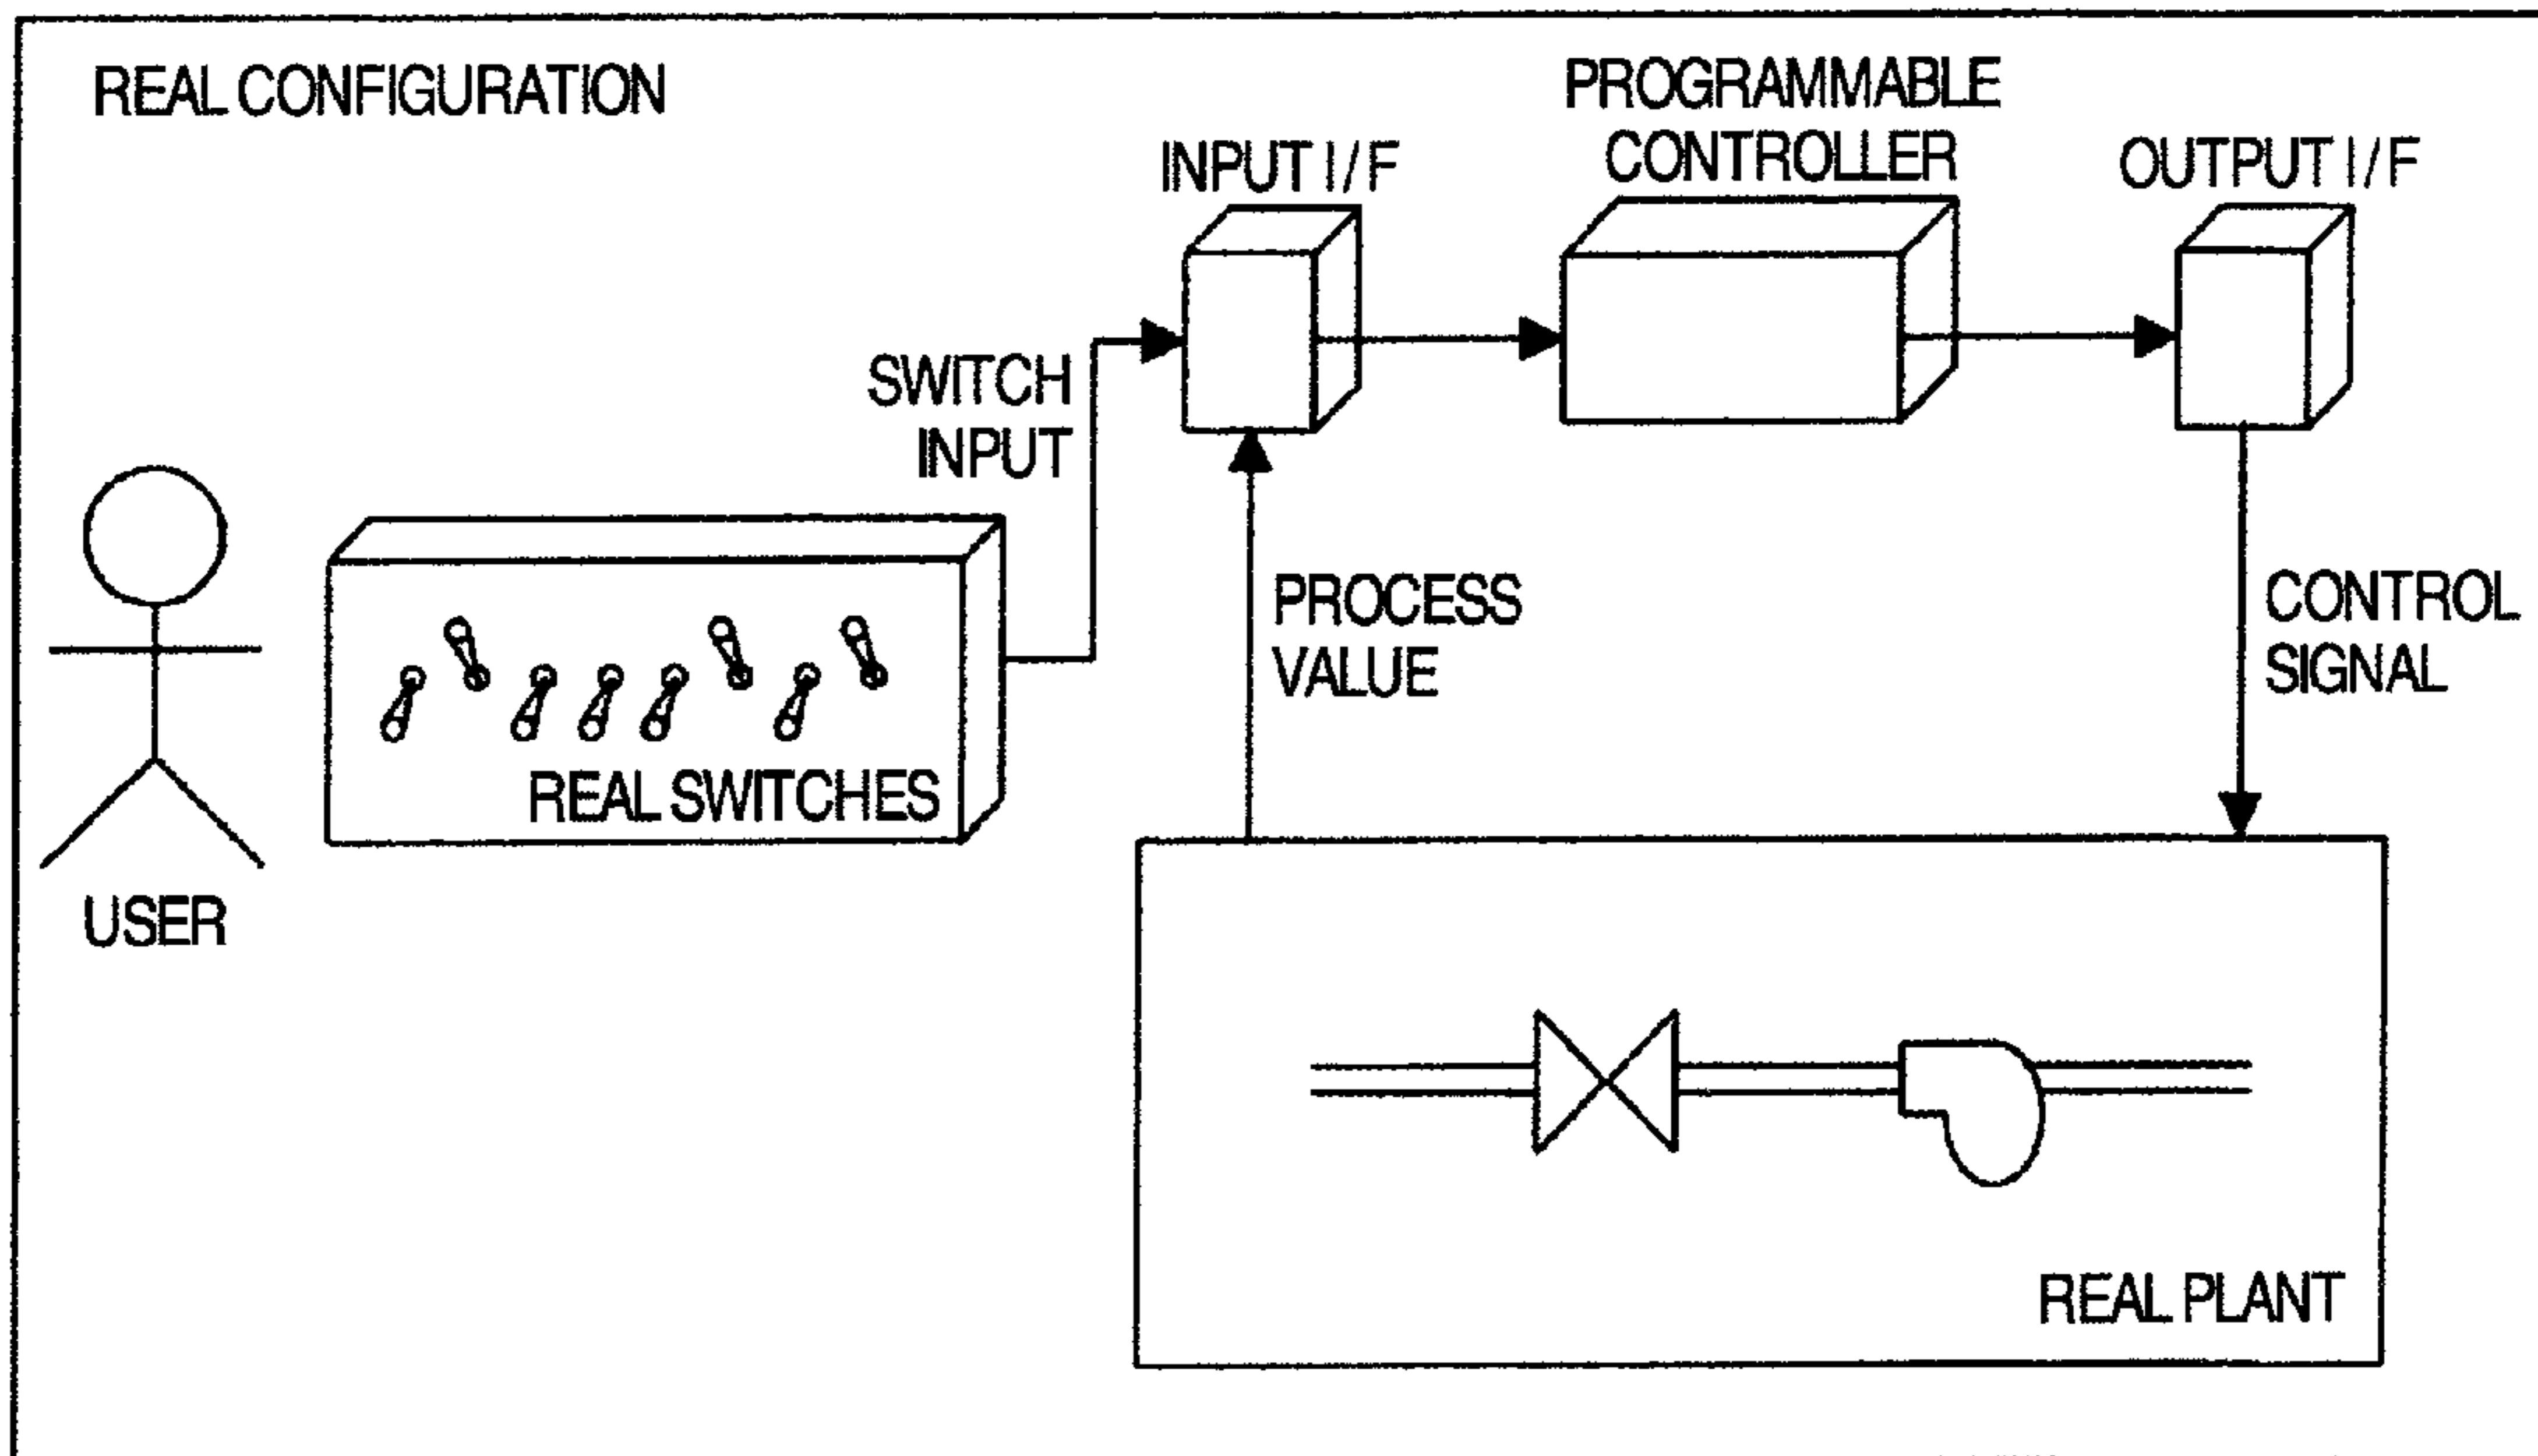 REAL CONFIGURATION
PROGRAMMABLE
CONTROLLER
INPUT I/F
OUTPUT I/F
SWITCH
INPUT
PROCESS
VALUE
CONTROL
SIGNAL
REAL SWITCHES
USER
REAL PLANT